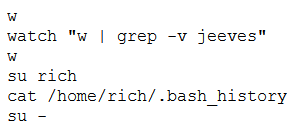 w
watch "w | grep -v jeeves"
w
su rich
cat /home/rich/.bash_history
su -